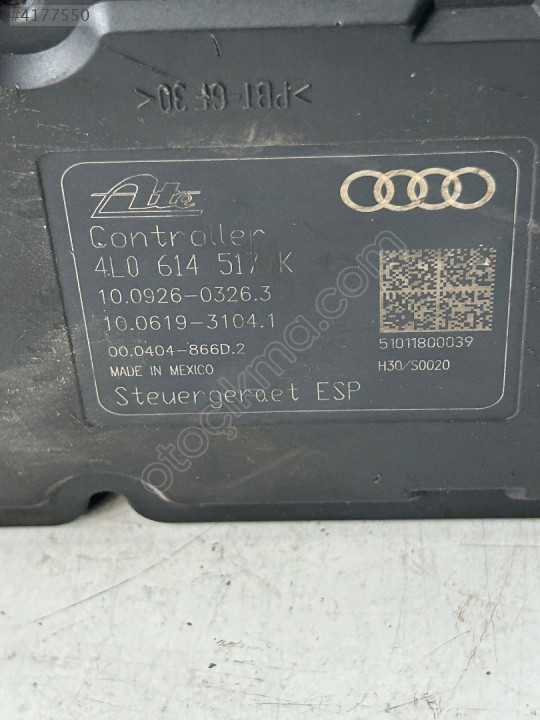 #4177550
>PBT-GF30<
Ate
Controller
4L0 614 517 K
10.0926-0326.3
10.0619-3104.1
00.0404-866D.2
MADE IN MEXICO
Steuergeraet ESP
51011800039
H30/S0020
otocikma.com